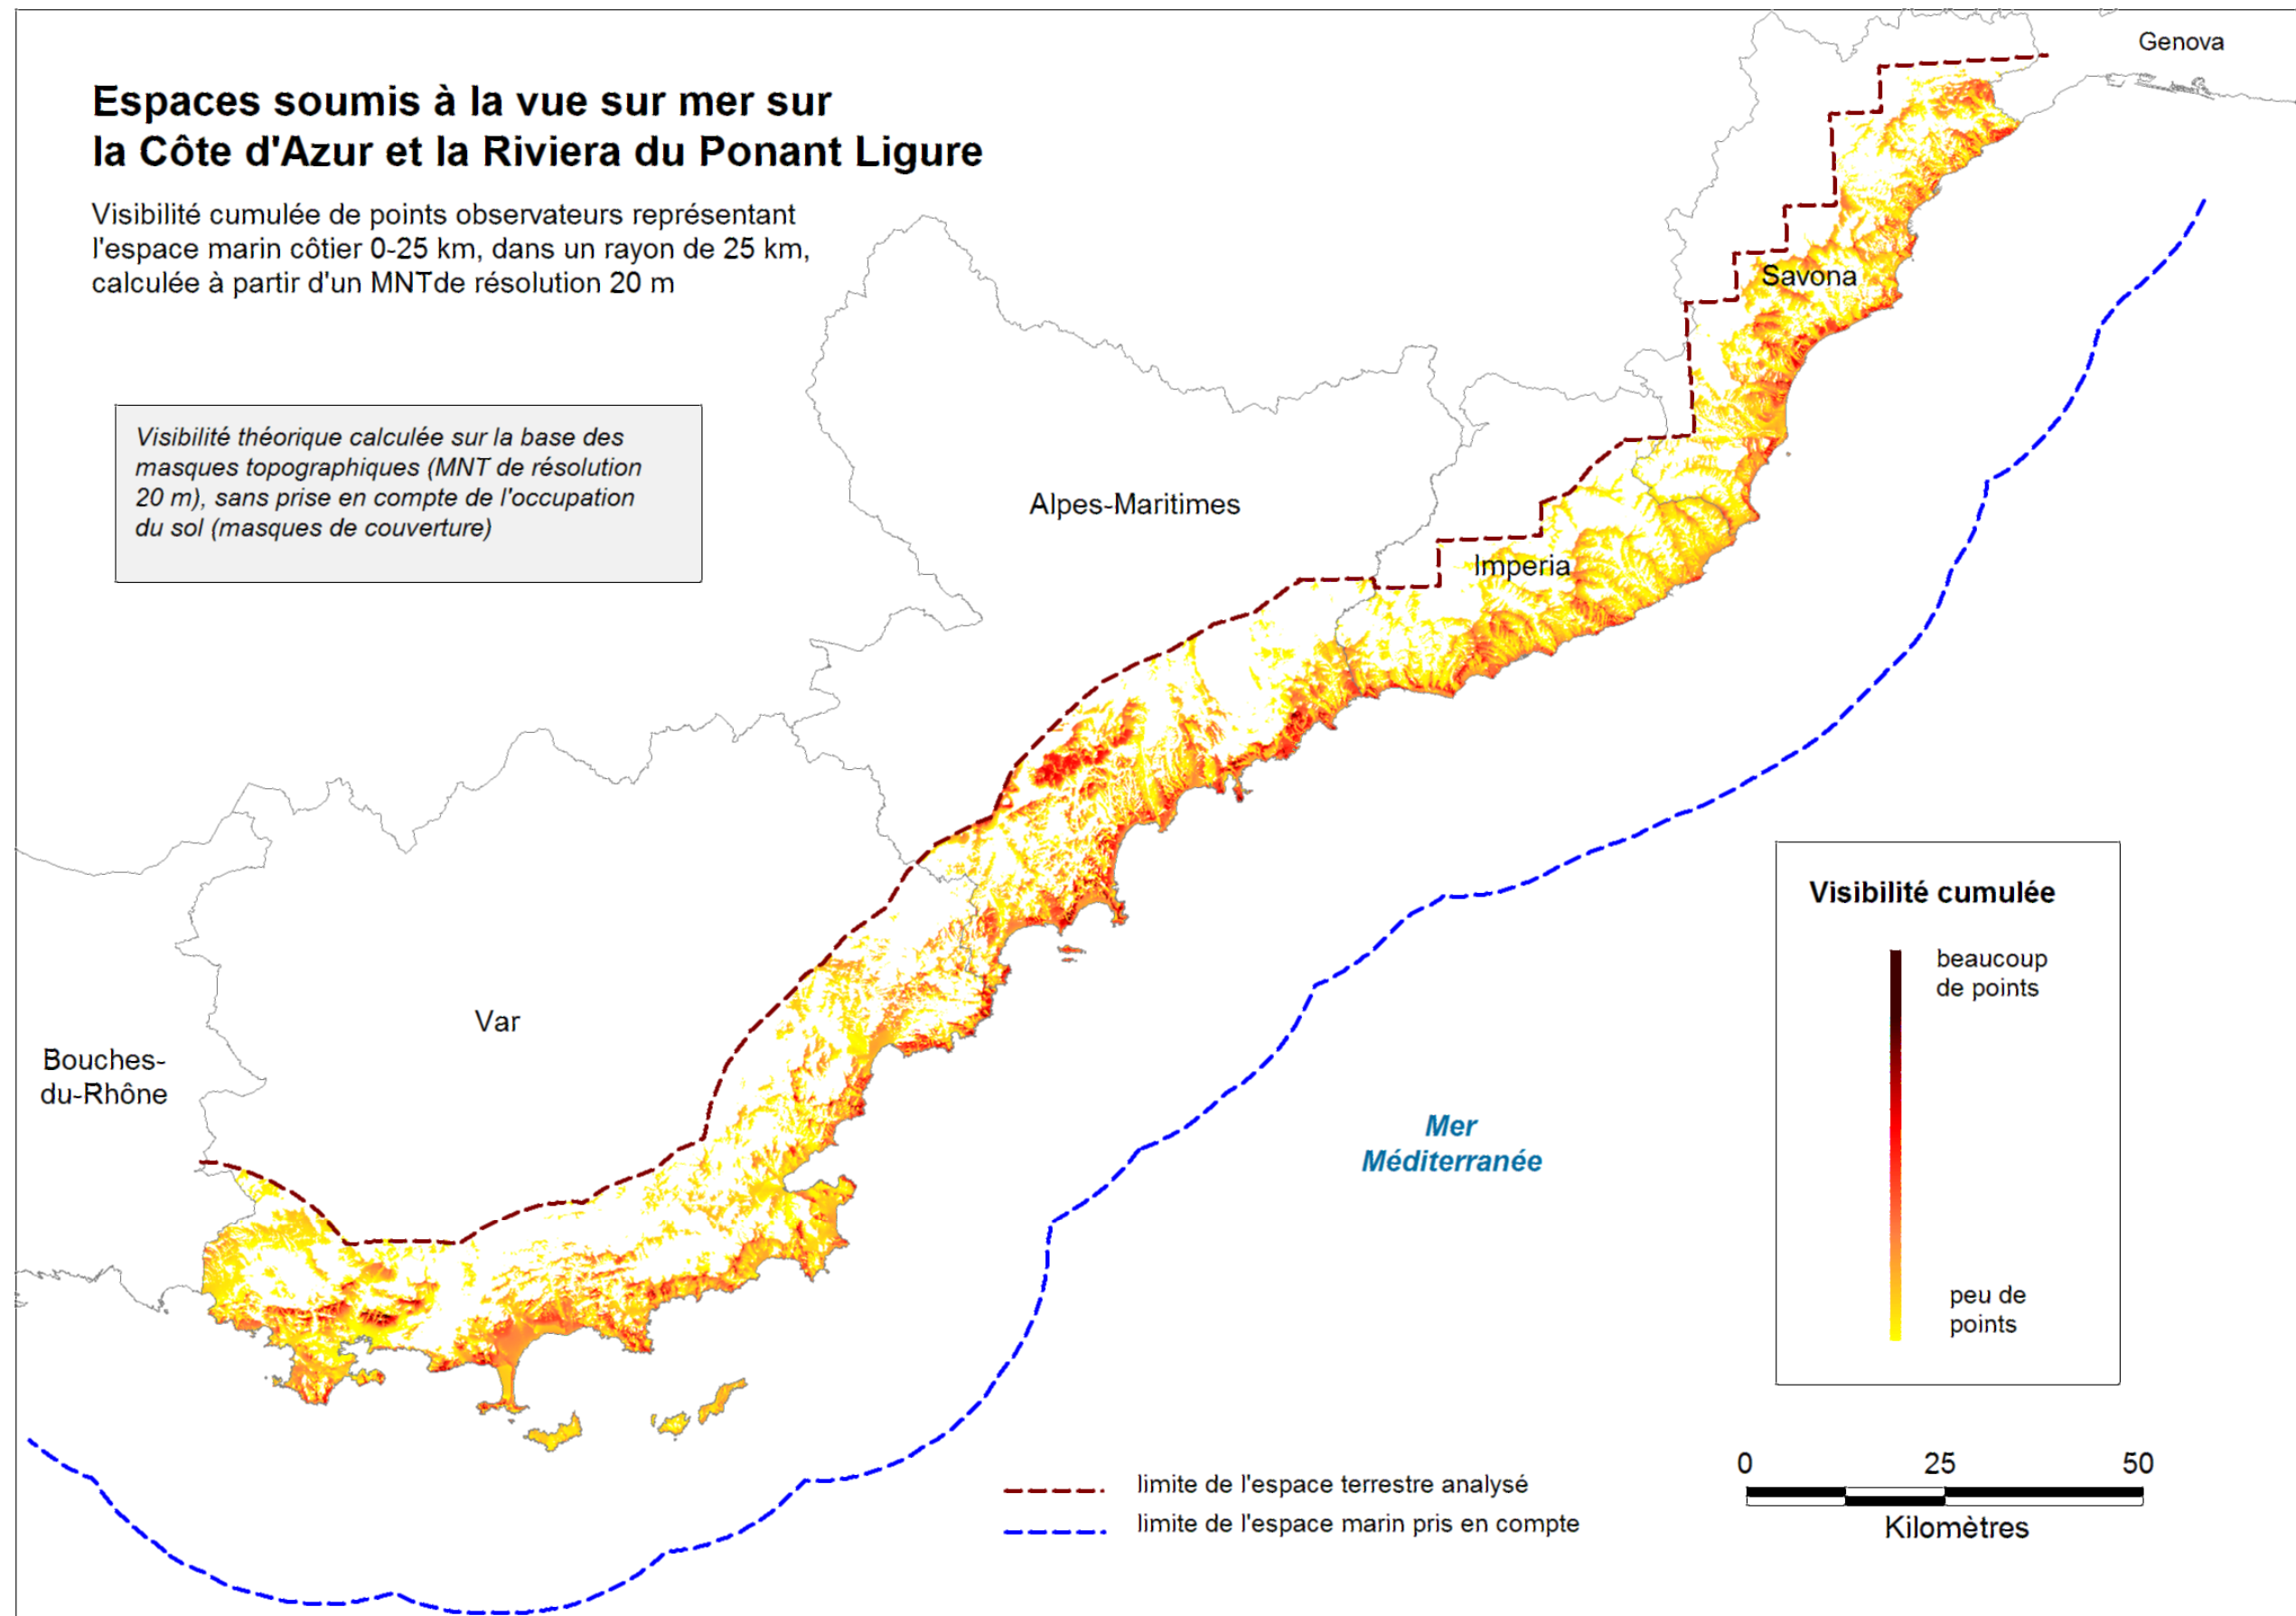 Genova
Espaces soumis à la vue sur mer sur
la Côte d'Azur et la Riviera du Ponant Ligure
Visibilité cumulée de points observateurs représentant
l'espace marin côtier 0-25 km, dans un rayon de 25 km,
calculée à partir d'un MNTde résolution 20 m
Savona
Visibilité théorique calculée sur la base des
masques topographiques (MNT de résolution
20 m), sans prise en compte de l'occupation
du sol (masques de couverture)
Alpes-Maritimes
Imperia
Visibilité cumulée
beaucoup
de points
peu de
points
Var
Bouches-
du-Rhône
Mer
Méditerranée
limite de l'espace terrestre analysé
limite de l'espace marin pris en compte
0 25 50
Kilomètres